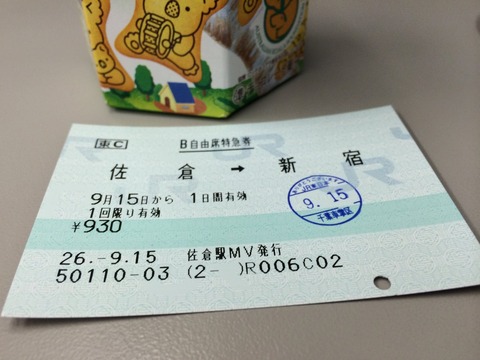 東C B自由席特急券
佐倉 → 新宿
9月15日から 1日間有効
1回限り有効
¥930
9.15
26.-9.15 佐倉駅MV発行
50110-03 (2- )R006C02